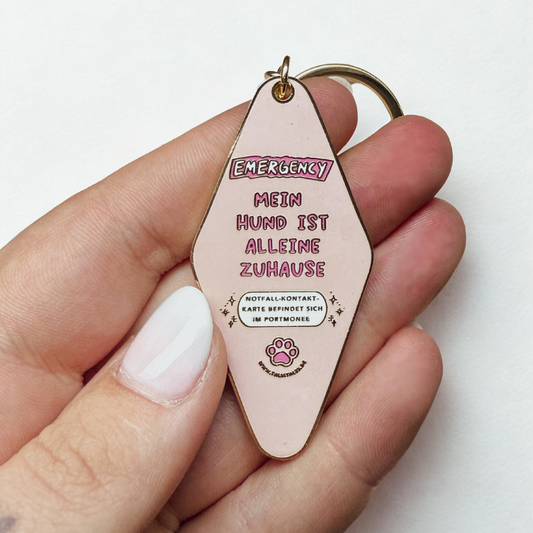 EMERGENCY
MEIN
HUND IST
ALLEINE
ZUHAUSE
NOTFALL-KONTAKT-
KARTE BEFINDET SICH
IM PORTMONEE